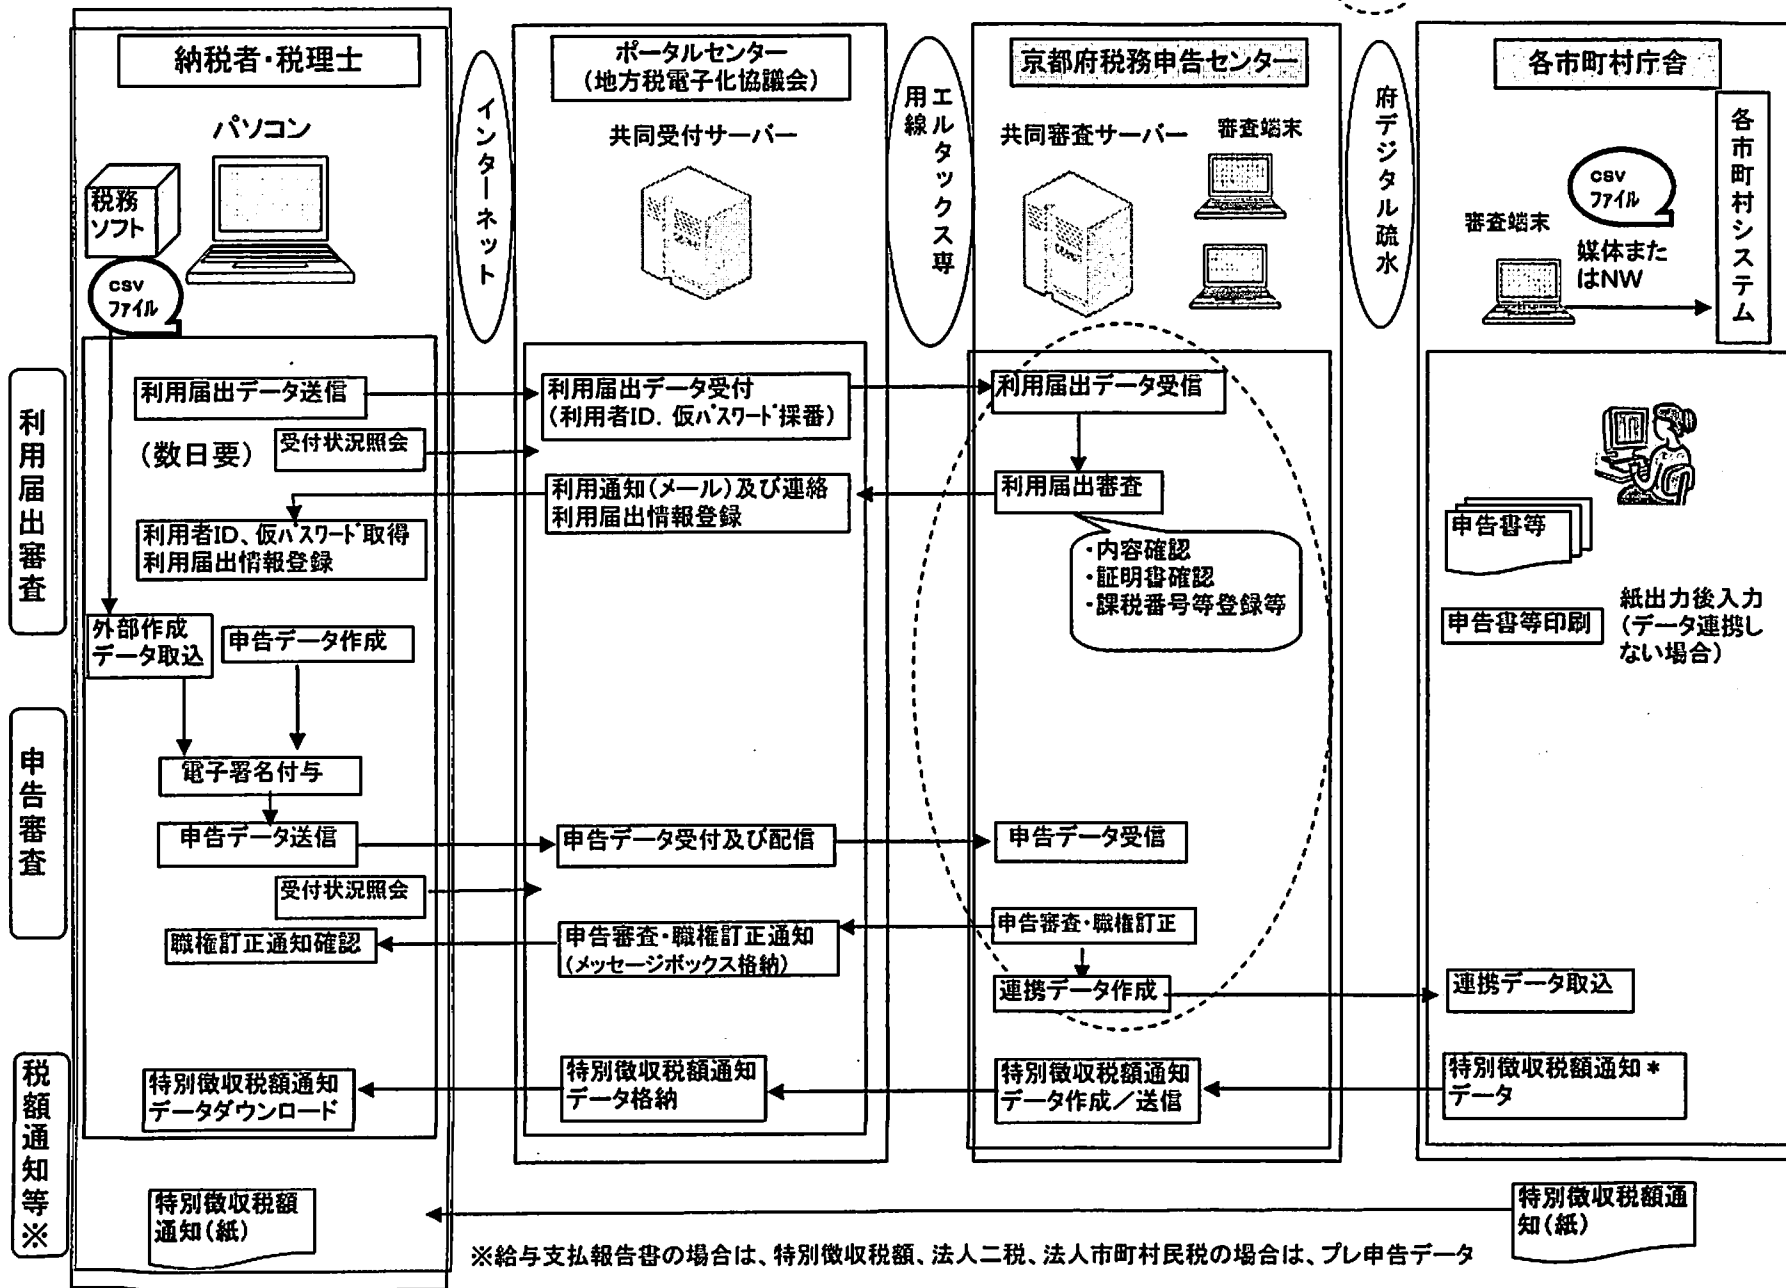 納税者・税理士
ポータルセンター
(地方税電子化協議会)
京都府税務申告センター
各市町村庁舎
インターネット
エルタックス専
用線
府デジタル疏水
各市町村システム
パソコン
税務
ソフト
CSV
ファイル
共同受付サーバー
共同審査サーバー
審査端末
審査端末
CSV
ファイル
媒体また
はNW
利用届出審査
利用届出データ送信
利用届出データ受付
(利用者ID. 仮パスワード採番)
利用届出データ受信
(数日要)
受付状況照会
利用通知(メール)及び連絡
利用届出情報登録
利用届出審査
利用者ID、仮パスワード取得
利用届出情報登録
・内容確認
・証明書確認
・課税番号等登録等
申告書等
申告書等印刷
紙出力後入力
(データ連携し
ない場合)
外部作成
データ取込
申告データ作成
申告審査
電子署名付与
申告データ送信
申告データ受付及び配信
申告データ受信
受付状況照会
職権訂正通知確認
申告審査・職権訂正通知
(メッセージボックス格納)
申告審査・職権訂正
連携データ作成
連携データ取込
税額通知等※
特別徴収税額通知
データダウンロード
特別徴収税額通知
データ格納
特別徴収税額通知
データ作成／送信
特別徴収税額通知*
データ
特別徴収税額
通知(紙)
特別徴収税額通
知(紙)
※給与支払報告書の場合は、特別徴収税額、法人二税、法人市町村民税の場合は、プレ申告データ